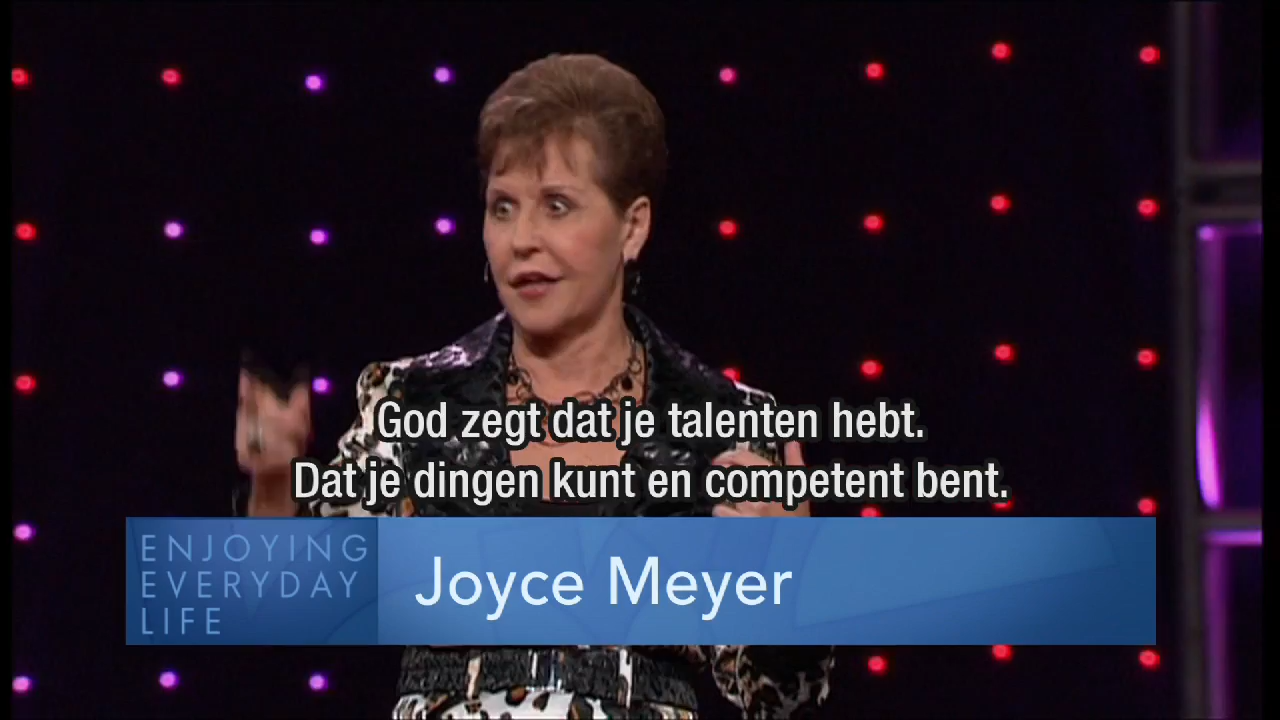 God zegt dat je talenten hebt.
Dat je dingen kunt en competent bent.
ENJOYING
EVERYDAY
LIFE
Joyce Meyer